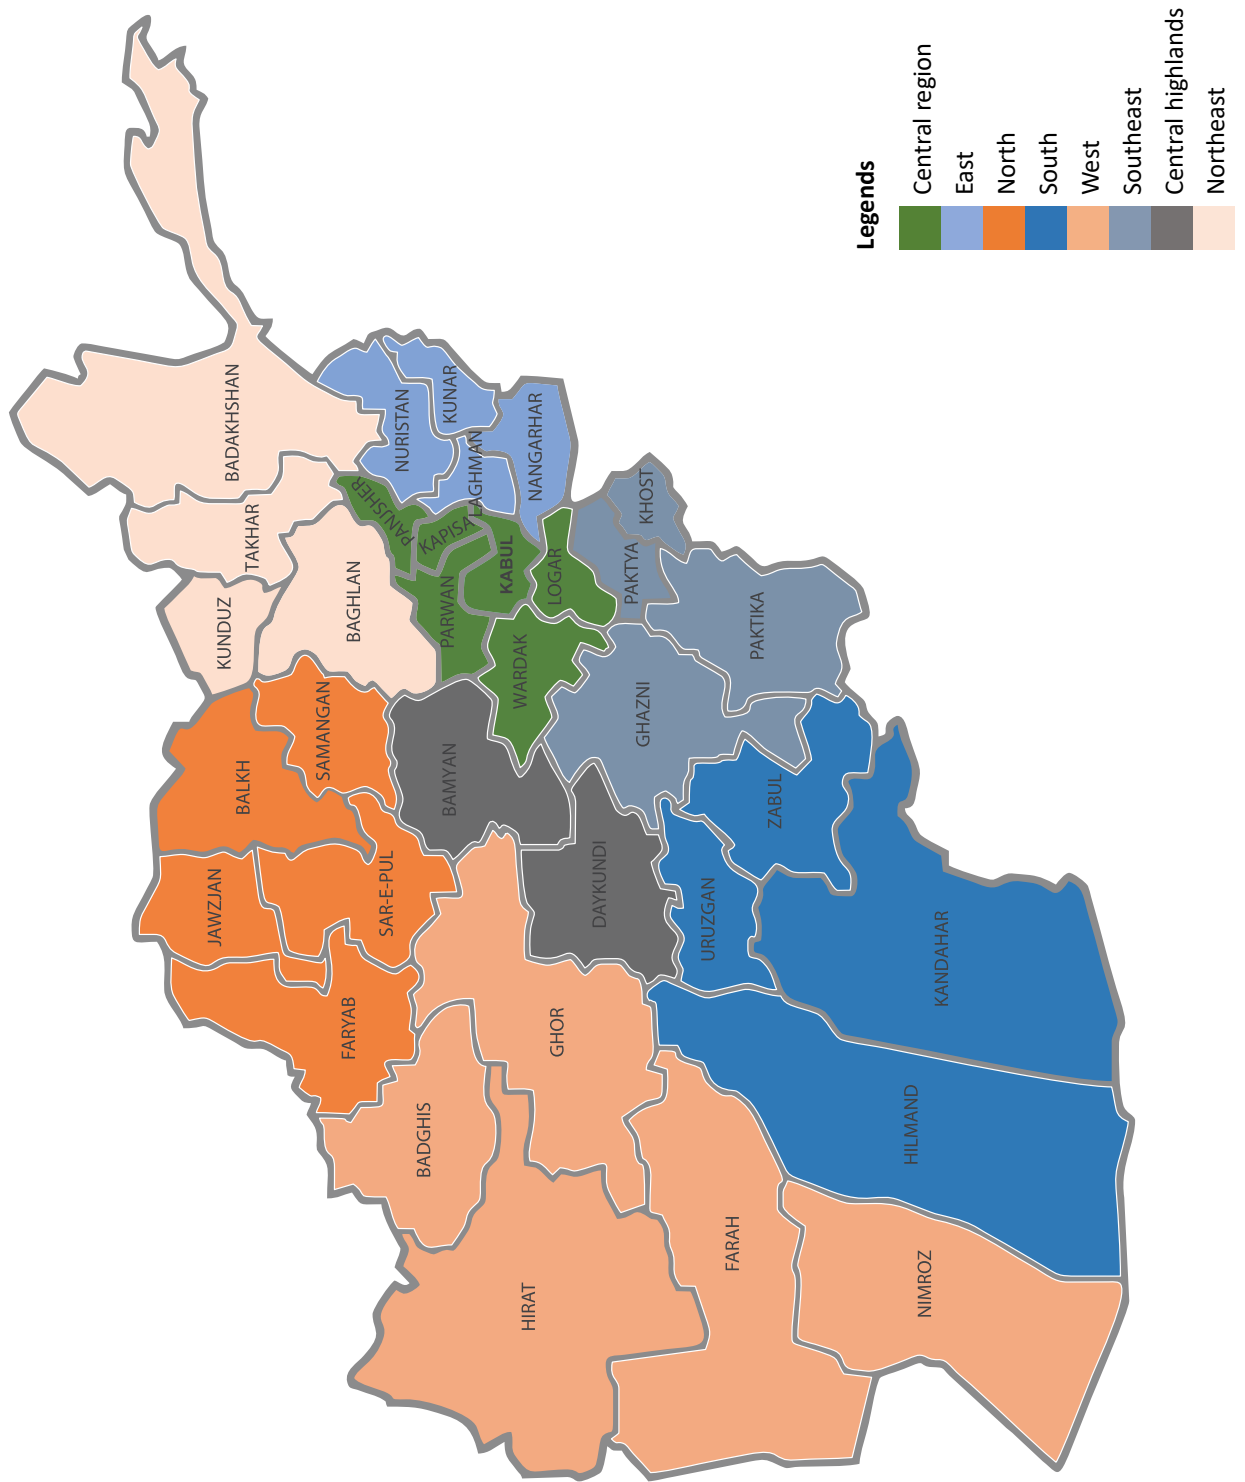 BADAKHSHAN
TAKHAR
KUNDUZ
BAGHLAN
BALKH
SAMANGAN
JAWZJAN
SAR-E-PUL
FARYAB
NURISTAN
KUNAR
LAGHMAN
NANGARHAR
PANJSHER
KAPISA
PARWAN
KABUL
LOGAR
WARDAK
BAMYAN
DAYKUNDI
KHOST
PAKTYA
PAKTIKA
GHAZNI
ZABUL
URUZGAN
KANDAHAR
HILMAND
BADGHIS
GHOR
HIRAT
FARAH
NIMROZ
Legends
Central region
East
North
South
West
Southeast
Central highlands
Northeast